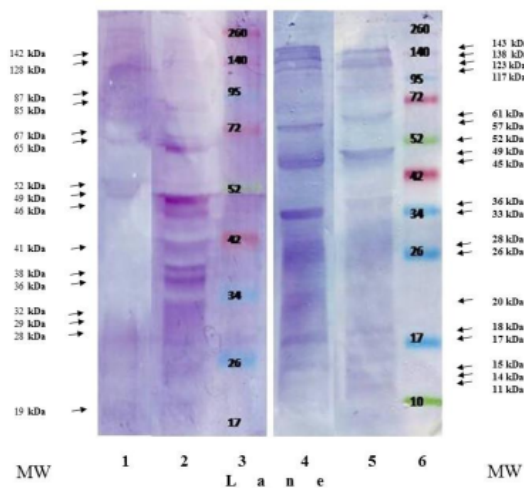 142 kDa
128 kDa
87 kDa
85 kDa
67 kDa
65 kDa
52 kDa
49 kDa
46 kDa
41 kDa
38 kDa
36 kDa
32 kDa
29 kDa
28 kDa
19 kDa
MW
260
140
95
72
52
42
34
26
17
260
140
95
72
52
42
34
26
17
10
143 kDa
138 kDa
123 kDa
117 kDa
61 kDa
57 kDa
52 kDa
49 kDa
45 kDa
36 kDa
33 kDa
28 kDa
26 kDa
20 kDa
18 kDa
17 kDa
15 kDa
14 kDa
11 kDa
MW
1 2 3 4 5 6
L a n e